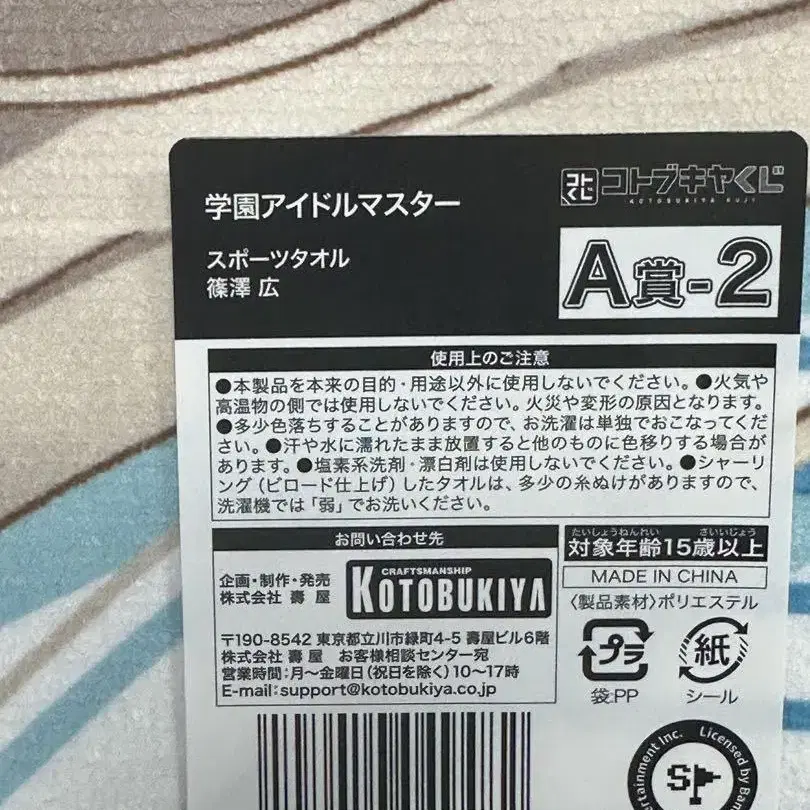 学園アイドルマスター
スポーツタオル
篠澤 広
コトくじ コトブキヤくじ
KOTOBUKIYA KUJI
A賞-2
使用上のご注意
●本製品を本来の目的・用途以外に使用しないでください。●火気や
高温物の側では使用しないでください。火災や変形の原因となります。
●多少色落ちすることがありますので、お洗濯は単独でおこなってくだ
さい。●汗や水に濡れたまま放置すると他のものに色移りする場合が
あります。●塩素系洗剤・漂白剤は使用しないでください。●シャーリ
ング（ビロード仕上げ）したタオルは、多少の糸ぬけがありますので、
洗濯機では「弱」でお洗いください。
お問い合わせ先
企画・制作・発売
株式会社 壽 屋
CRAFTSMANSHIP
KOTOBUKIYA
〒190-8542 東京都立川市緑町4-5 壽屋ビル6階
株式会社 壽 屋 お客様相談センター宛
営業時間：月〜金曜日（祝日を除く）10〜17時
E-mail：support@kotobukiya.co.jp
たいしょうねんれい さいいじょう
対象年齢15歳以上
MADE IN CHINA
〈製品素材〉ポリエステル
プラ
袋:PP
紙
シール
Licensed by Ba
rtainment Inc.
SP